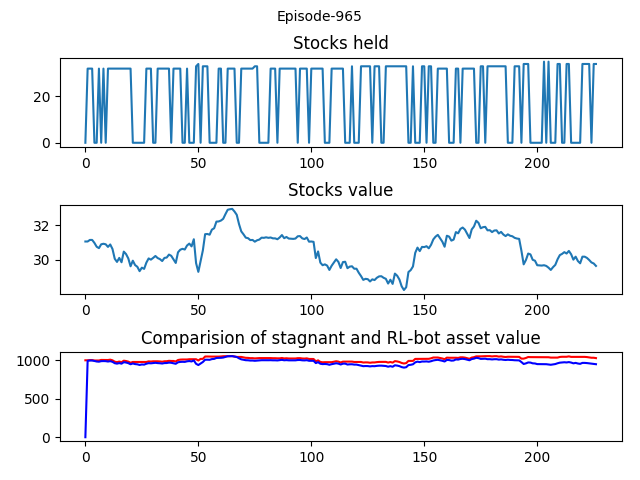 Episode-965
Stocks held
20
0
0 50 100 150 200
Stocks value
32
30
0 50 100 150 200
Comparision of stagnant and RL-bot asset value
1000
500
0
0 50 100 150 200